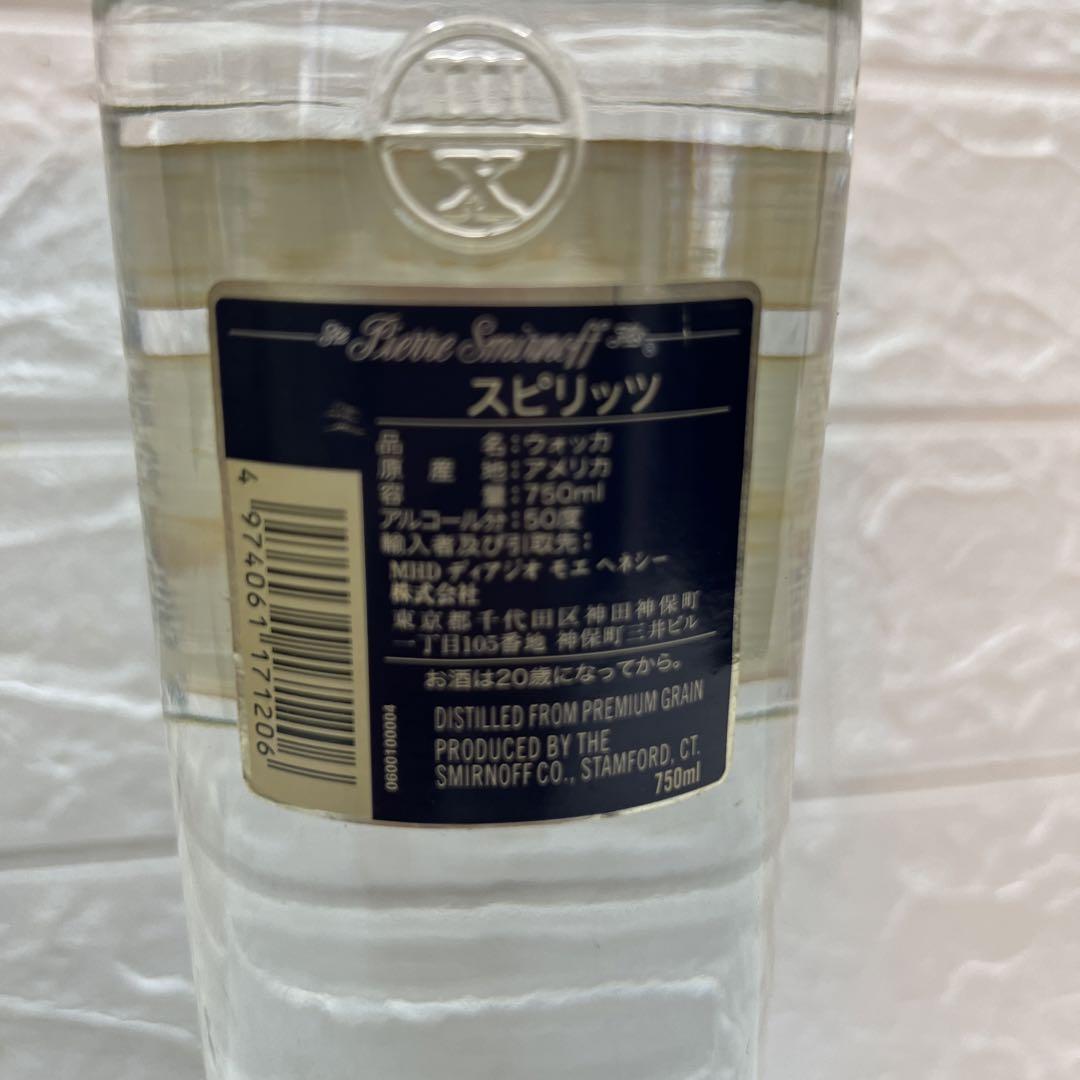 Ste Pierre Smirnoff Fls.
スピリッツ
品名：ウォッカ
原産地：アメリカ
容量：750ml
アルコール分：50度
輸入者及び引取先：
MHD ディアジオ モエ ヘネシー
株式会社
東京都千代田区神田神保町
一丁目105番地 神保町三井ビル
お酒は20歳になってから。
DISTILLED FROM PREMIUM GRAIN
PRODUCED BY THE
SMIRNOFF CO., STAMFORD, CT.
750ml
4 974061 171206
0600100004